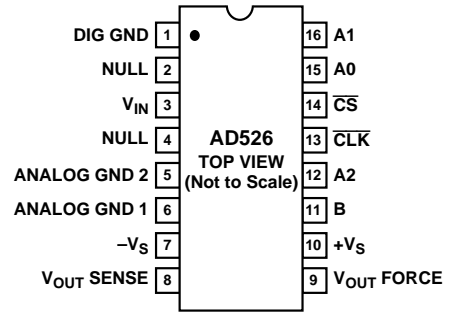 DIG GND 1
NULL 2
VIN 3
NULL 4
ANALOG GND 2 5
ANALOG GND 1 6
–VS 7
VOUT SENSE 8
AD526
TOP VIEW
(Not to Scale)
16 A1
15 A0
14 C̅S̅
13 C̅L̅K̅
12 A2
11 B
10 +VS
9 VOUT FORCE